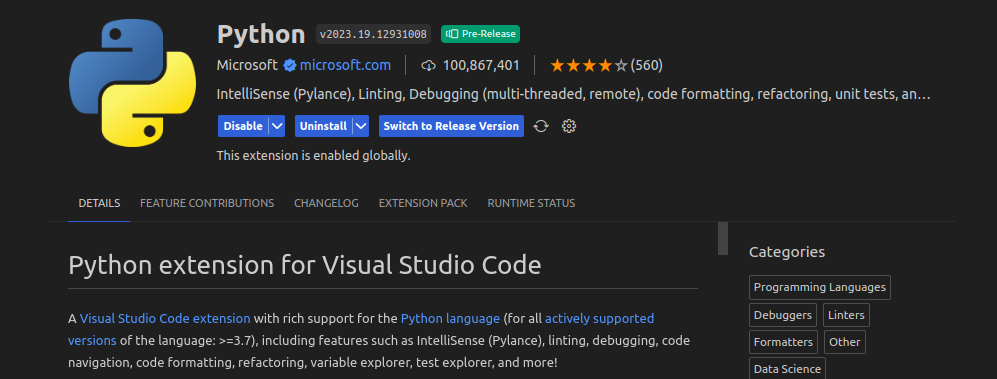 Python v2023.19.12931008 Pre-Release
Microsoft microsoft.com 100,867,401 (560)
IntelliSense (Pylance), Linting, Debugging (multi-threaded, remote), code formatting, refactoring, unit tests, an…
Disable Uninstall Switch to Release Version
This extension is enabled globally.
DETAILS FEATURE CONTRIBUTIONS CHANGELOG EXTENSION PACK RUNTIME STATUS
Python extension for Visual Studio Code
A Visual Studio Code extension with rich support for the Python language (for all actively supported
versions of the language: >=3.7), including features such as IntelliSense (Pylance), linting, debugging, code
navigation, code formatting, refactoring, variable explorer, test explorer, and more!
Categories
Programming Languages
Debuggers Linters
Formatters Other
Data Science